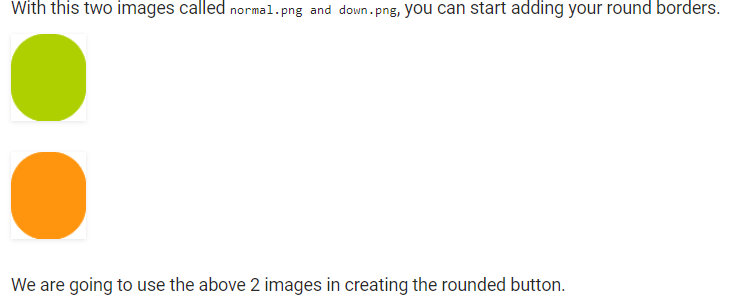 With this two images called normal.png and down.png, you can start adding your round borders.
We are going to use the above 2 images in creating the rounded button.